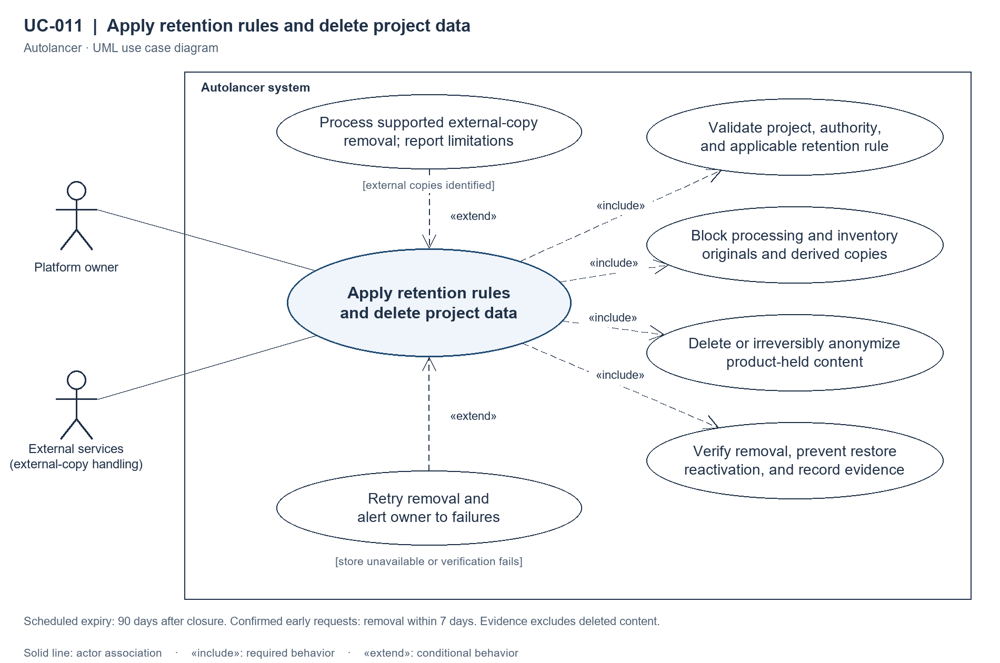 UC-011 | Apply retention rules and delete project data
Autolancer · UML use case diagram
Autolancer system
Process supported external-copy
removal; report limitations
[external copies identified]
«extend»
Validate project, authority,
and applicable retention rule
«include»
Block processing and inventory
originals and derived copies
«include»
Platform owner
Apply retention rules
and delete project data
«include»
Delete or irreversibly anonymize
product-held content
«include»
External services
(external-copy handling)
«extend»
Verify removal, prevent restore
reactivation, and record evidence
Retry removal and
alert owner to failures
[store unavailable or verification fails]
Scheduled expiry: 90 days after closure. Confirmed early requests: removal within 7 days. Evidence excludes deleted content.
Solid line: actor association · «include»: required behavior · «extend»: conditional behavior